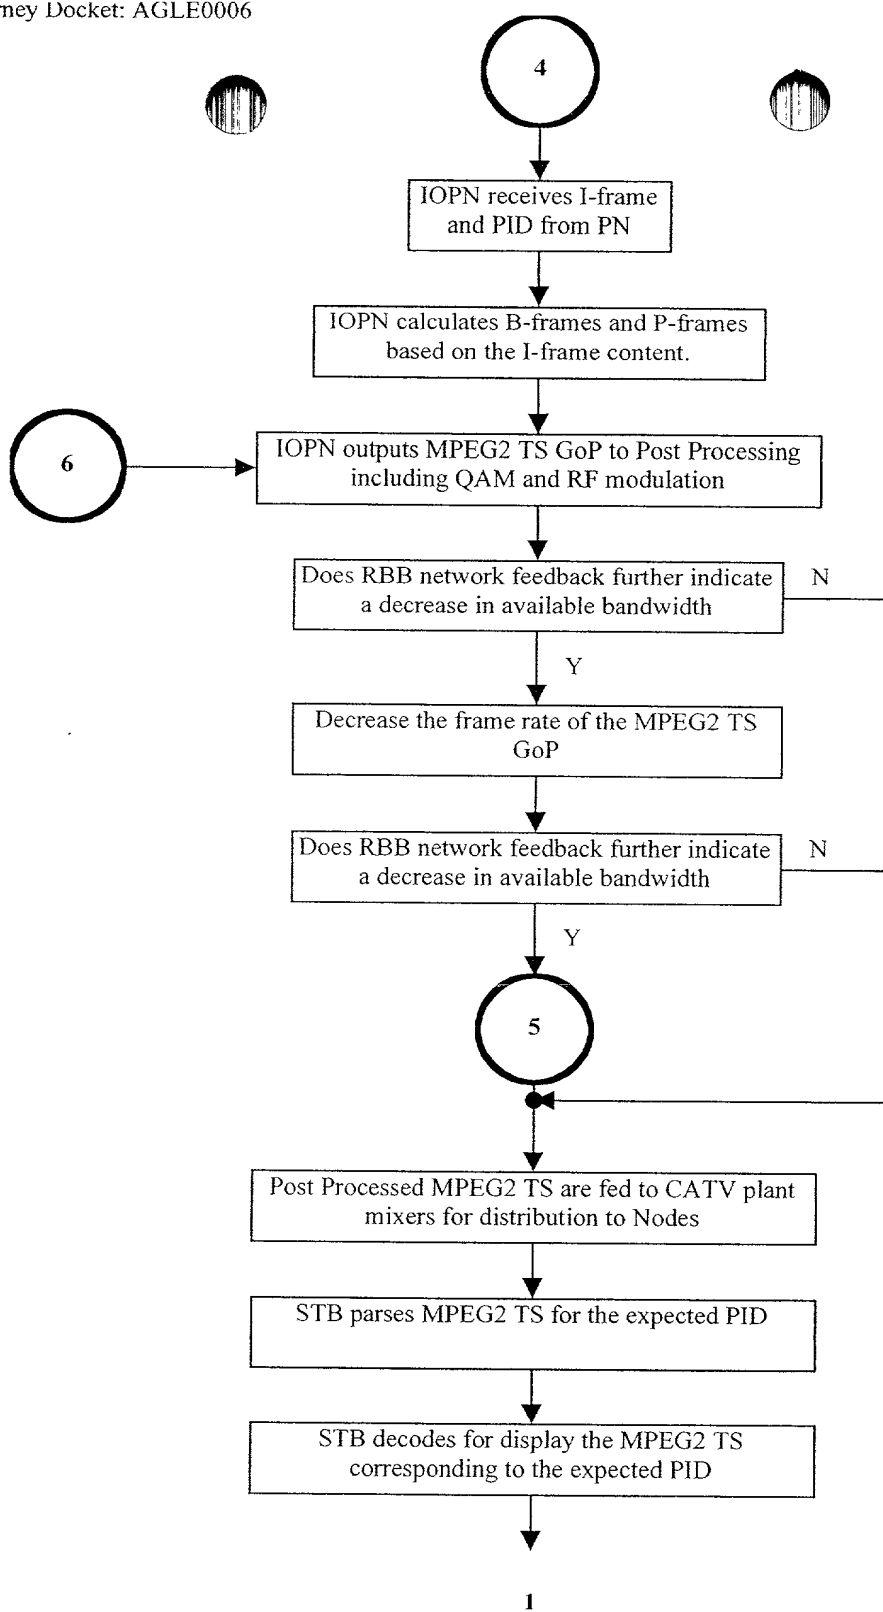 Docket: AGLE0006
4
IOPN receives I-frame
and PID from PN
IOPN calculates B-frames and P-frames
based on the I-frame content.
6
IOPN outputs MPEG2 TS GoP to Post Processing
including QAM and RF modulation
Does RBB network feedback further indicate
a decrease in available bandwidth
N
Y
Decrease the frame rate of the MPEG2 TS
GoP
Does RBB network feedback further indicate
a decrease in available bandwidth
N
Y
5
Post Processed MPEG2 TS are fed to CATV plant
mixers for distribution to Nodes
STB parses MPEG2 TS for the expected PID
STB decodes for display the MPEG2 TS
corresponding to the expected PID
1